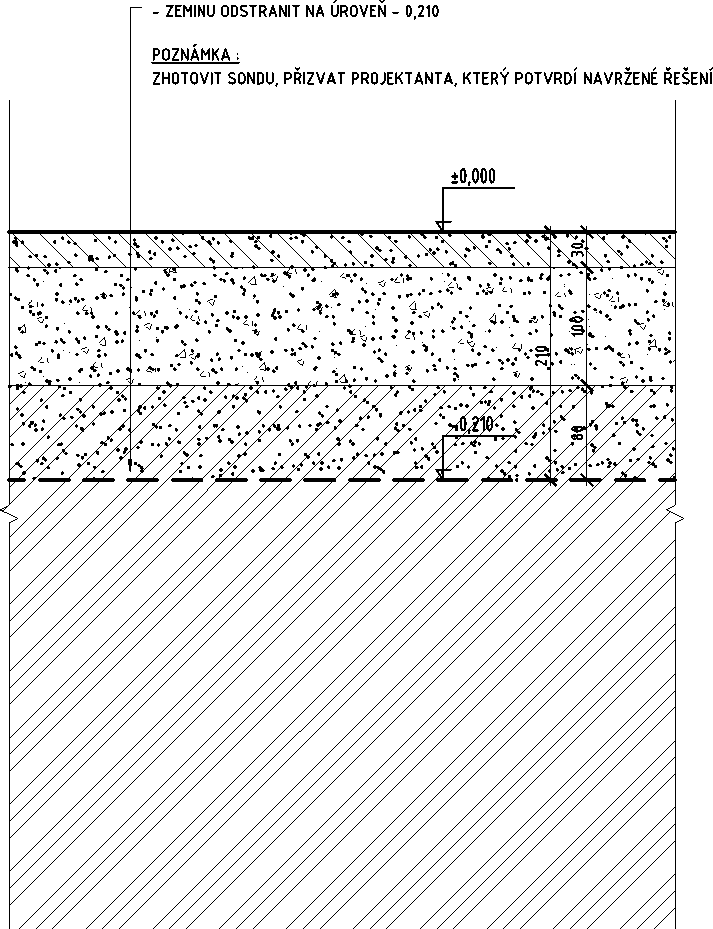 - ZEMINU ODSTRANIT NA ÚROVEŇ - 0,210
POZNÁMKA :
ZHOTOVIT SONDU, PŘIZVAT PROJEKTANTA, KTERÝ POTVRDÍ NAVRŽENÉ ŘEŠENÍ
±0,000
30
100
210
-0,210
80